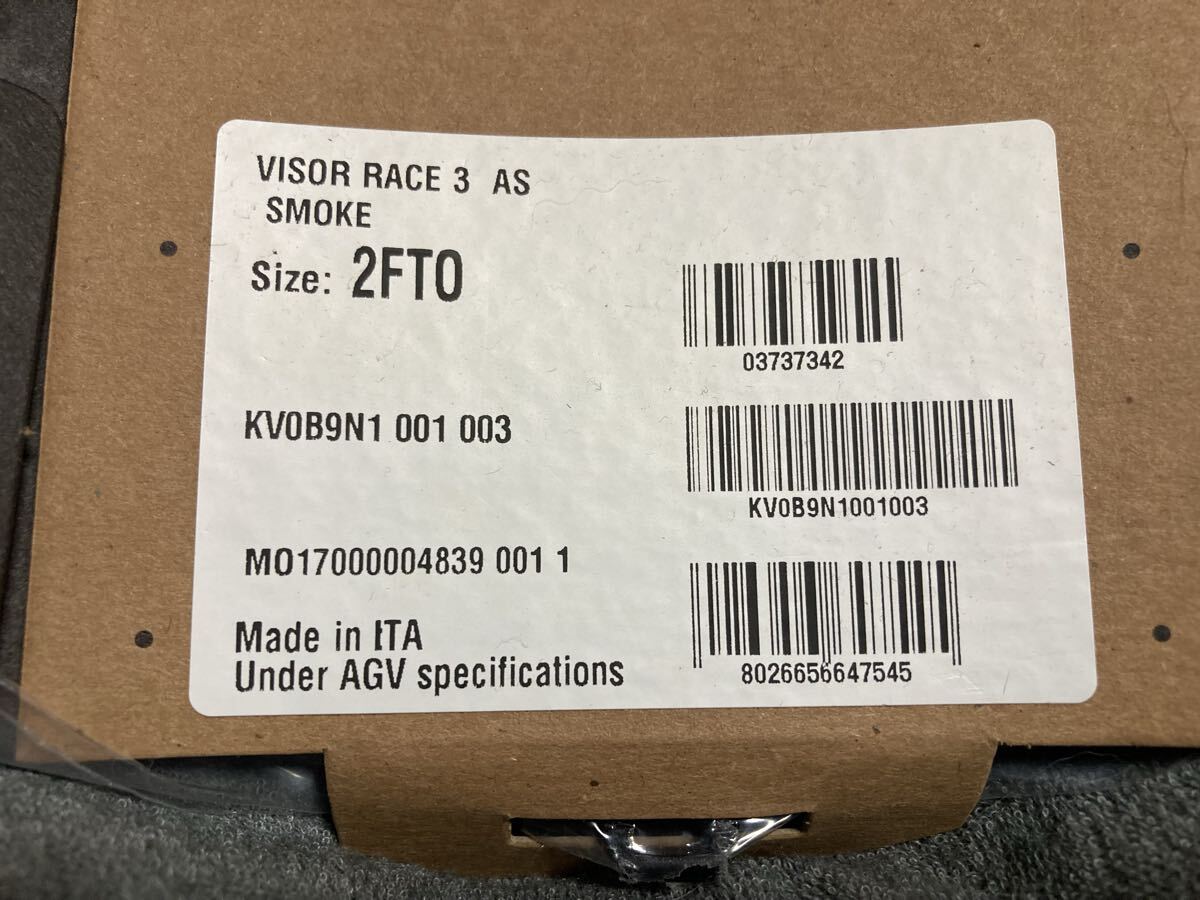 VISOR RACE 3 AS
SMOKE
Size: 2FTO
03737342
KV0B9N1 001 003
KV0B9N1001003
MO17000004839 001 1
Made in ITA
Under AGV specifications
8026656647545